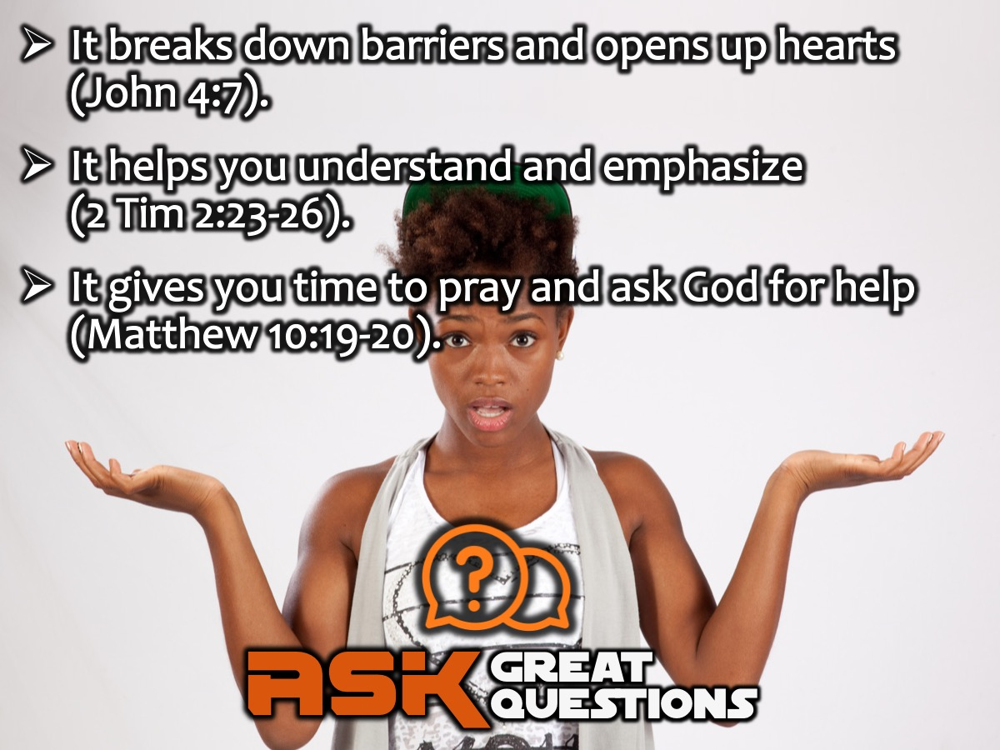 ➢ It breaks down barriers and opens up hearts
(John 4:7).
➢ It helps you understand and emphasize
(2 Tim 2:23-26).
➢ It gives you time to pray and ask God for help
(Matthew 10:19-20).
?
ASK GREAT
QUESTIONS